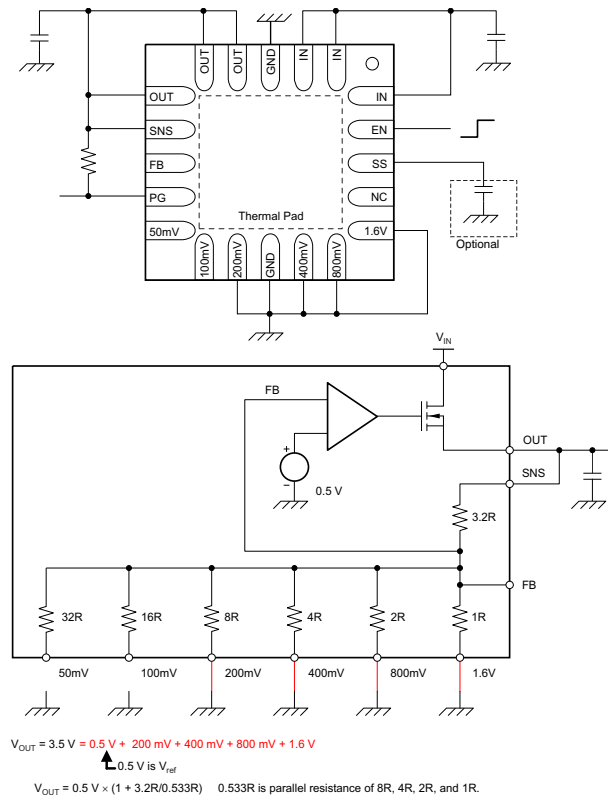 OUT
OUT
GND
IN
IN
OUT
IN
SNS
EN
FB
SS
PG
NC
50mV
1.6V
Thermal Pad
Optional
100mV
200mV
GND
400mV
800mV
VIN
FB
OUT
+
−
0.5 V
SNS
3.2R
FB
32R
16R
8R
4R
2R
1R
50mV
100mV
200mV
400mV
800mV
1.6V
VOUT = 3.5 V = 0.5 V + 200 mV + 400 mV + 800 mV + 1.6 V
0.5 V is Vref
VOUT = 0.5 V × (1 + 3.2R/0.533R) 0.533R is parallel resistance of 8R, 4R, 2R, and 1R.